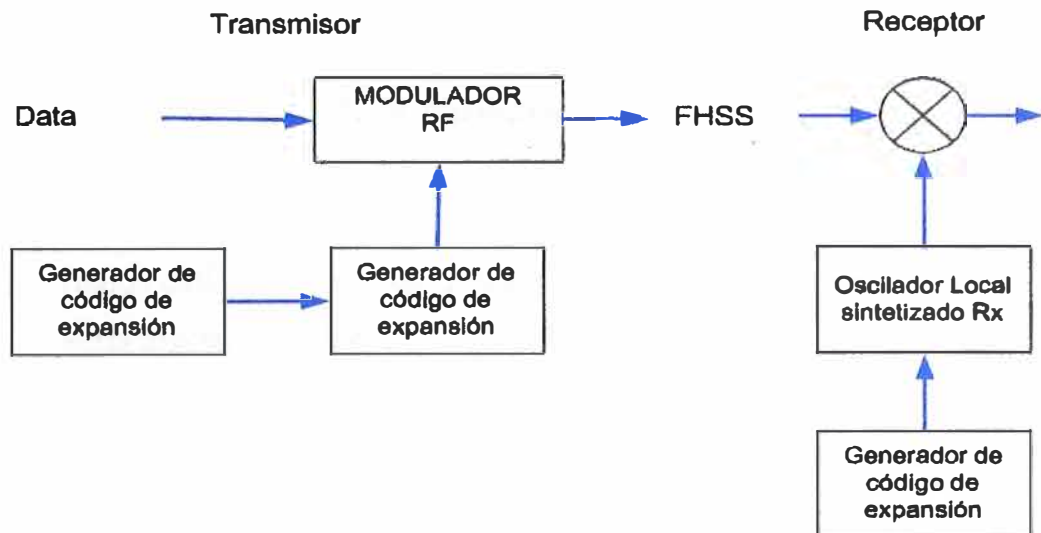 Transmisor
Receptor
Data
MODULADOR
RF
FHSS
Generador de
código de
expansión
Generador de
código de
expansión
Oscilador Local
sintetizado Rx
Generador de
código de
expansión